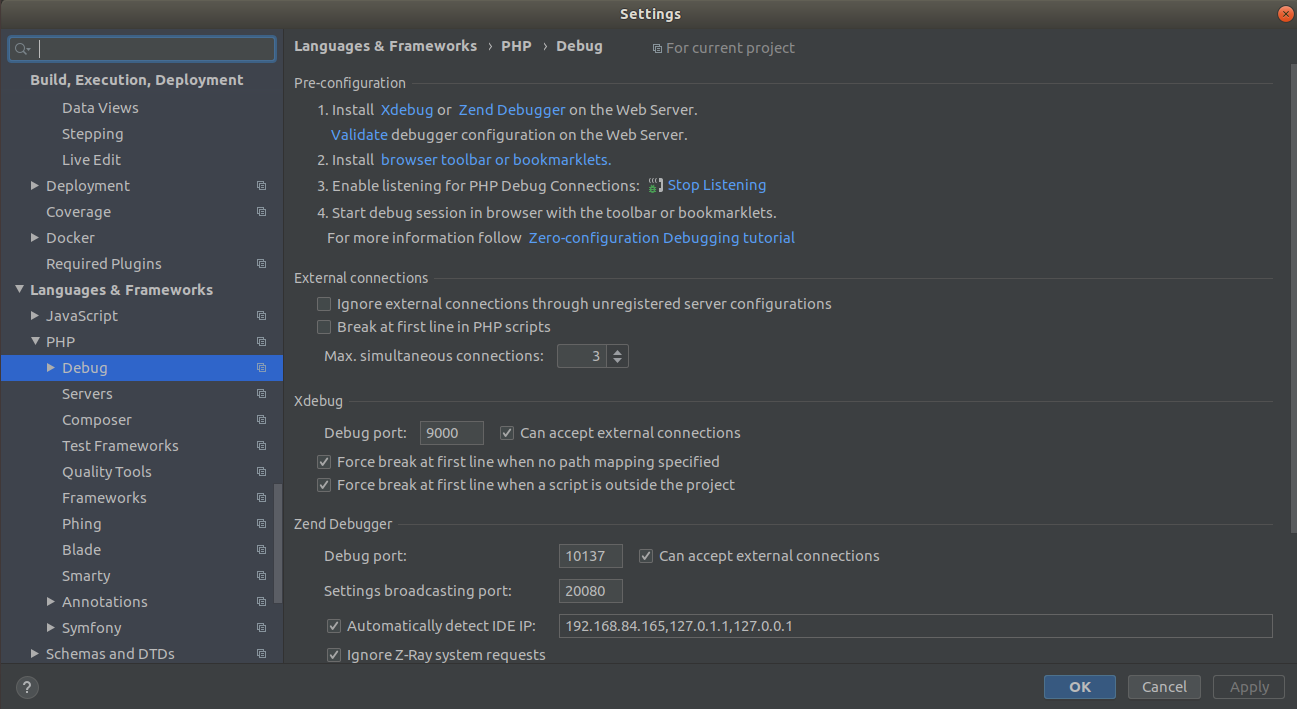 Settings
Build, Execution, Deployment
Data Views
Stepping
Live Edit
Deployment
Coverage
Docker
Required Plugins
Languages & Frameworks
JavaScript
PHP
Debug
Servers
Composer
Test Frameworks
Quality Tools
Frameworks
Phing
Blade
Smarty
Annotations
Symfony
Schemas and DTDs
Languages & Frameworks › PHP › Debug For current project
Pre-configuration
1. Install Xdebug or Zend Debugger on the Web Server.
Validate debugger configuration on the Web Server.
2. Install browser toolbar or bookmarklets.
3. Enable listening for PHP Debug Connections: Stop Listening
4. Start debug session in browser with the toolbar or bookmarklets.
For more information follow Zero-configuration Debugging tutorial
External connections
Ignore external connections through unregistered server configurations
Break at first line in PHP scripts
Max. simultaneous connections: 3
Xdebug
Debug port: 9000 Can accept external connections
Force break at first line when no path mapping specified
Force break at first line when a script is outside the project
Zend Debugger
Debug port: 10137 Can accept external connections
Settings broadcasting port: 20080
Automatically detect IDE IP: 192.168.84.165,127.0.1.1,127.0.0.1
Ignore Z-Ray system requests
? OK Cancel Apply